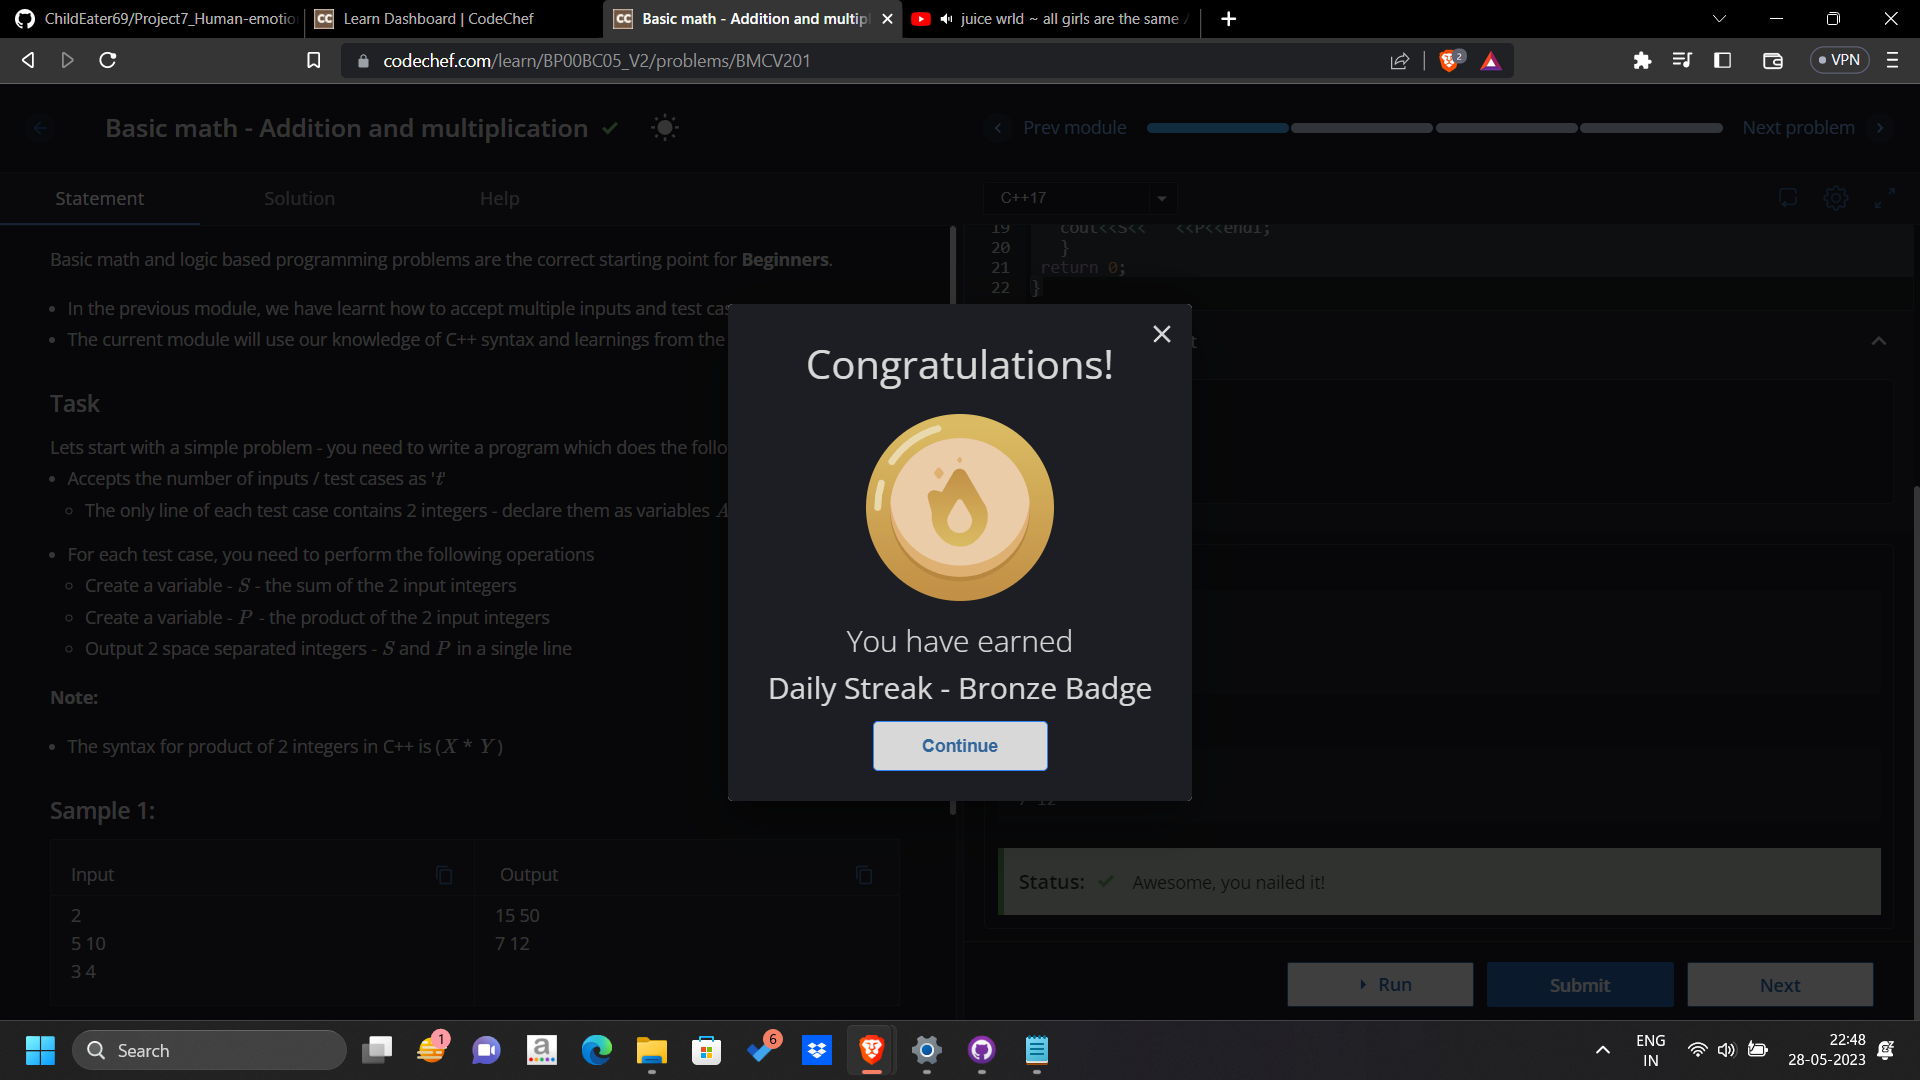 ChildEater69/Project7_Human-emotio
CC Learn Dashboard | CodeChef
CC Basic math - Addition and multip
juice wrld ~ all girls are the same
codechef.com/learn/BP00BC05_V2/problems/BMCV201
2
VPN
Basic math - Addition and multiplication
Prev module
Next problem
Statement
Solution
Help
C++17
Basic math and logic based programming problems are the correct starting point for Beginners.
• In the previous module, we have learnt how to accept multiple inputs and test cas
• The current module will use our knowledge of C++ syntax and learnings from the
Task
Lets start with a simple problem - you need to write a program which does the follo
• Accepts the number of inputs / test cases as 't'
The only line of each test case contains 2 integers - declare them as variables A
• For each test case, you need to perform the following operations
Create a variable - S - the sum of the 2 input integers
Create a variable - P - the product of the 2 input integers
Output 2 space separated integers - S and P in a single line
Note:
• The syntax for product of 2 integers in C++ is (X * Y)
Sample 1:
Input
Output
2
5 10
3 4
15 50
7 12
19 cout<<S<<" "<<P<<endl;
20 }
21 return 0;
22 }
t
Congratulations!
You have earned
Daily Streak - Bronze Badge
Continue
7 12
Status: Awesome, you nailed it!
Run
Submit
Next
Search
1
a
6
ENG
IN
22:48
28-05-2023